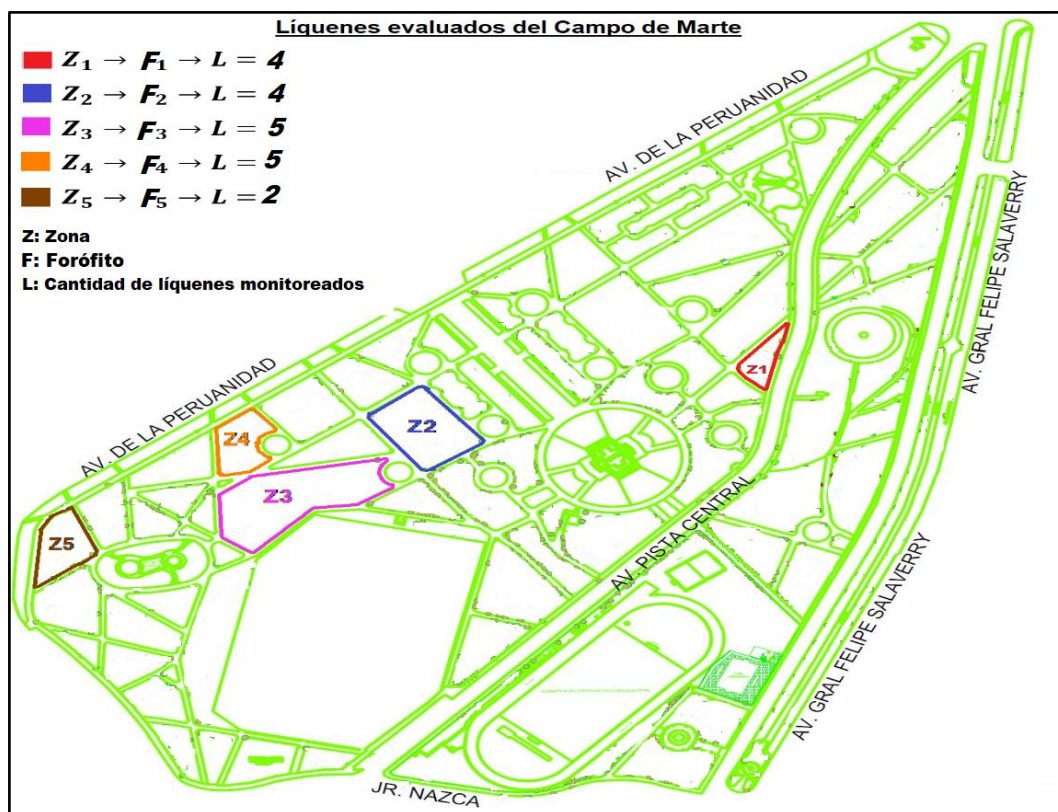 Líquenes evaluados del Campo de Marte
Z₁ → F₁ → L = 4
Z₂ → F₂ → L = 4
Z₃ → F₃ → L = 5
Z₄ → F₄ → L = 5
Z₅ → F₅ → L = 2
Z: Zona
F: Forófito
L: Cantidad de líquenes monitoreados
AV. DE LA PERUANIDAD
AV. GRAL FELIPE SALAVERRY
Z1
AV. DE LA PERUANIDAD
Z2
Z4
Z3
Z5
AV. PISTA CENTRAL
AV. GRAL FELIPE SALAVERRY
JR. NAZCA